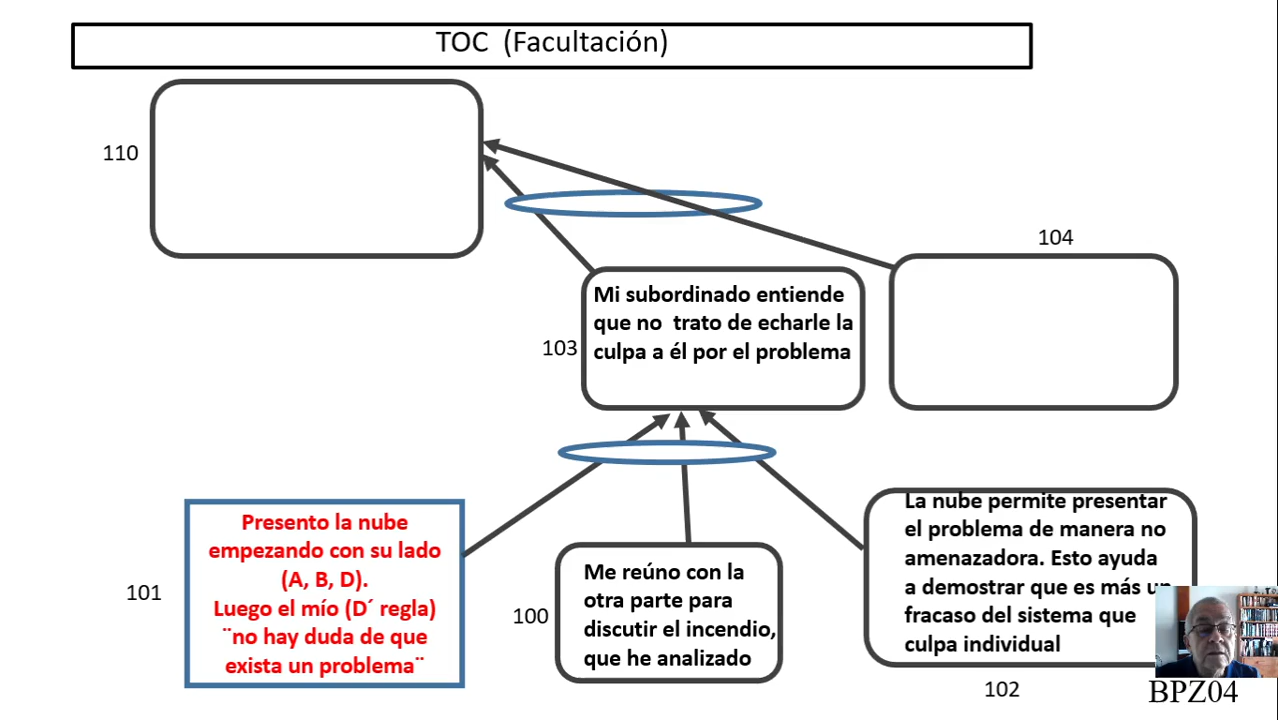 TOC (Facultación)
110
104
Mi subordinado entiende
que no trato de echarle la
culpa a él por el problema
103
Presento la nube
empezando con su lado
(A, B, D).
Luego el mío (D´ regla)
¨no hay duda de que
exista un problema¨
101
Me reúno con la
otra parte para
discutir el incendio,
que he analizado
100
La nube permite presentar
el problema de manera no
amenazadora. Esto ayuda
a demostrar que es más un
fracaso del sistema que
culpa individual
102
BPZ04